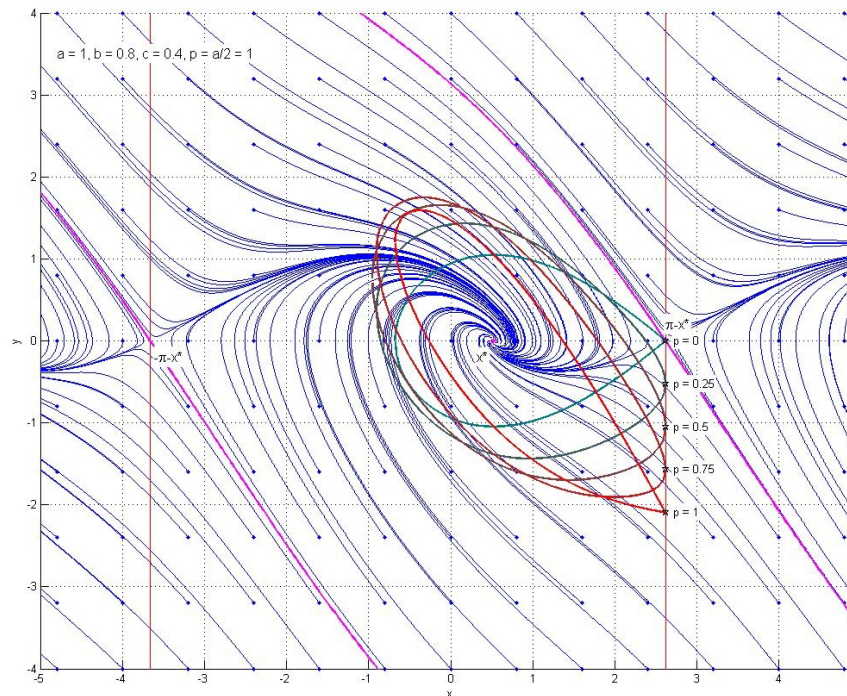 4
a = 1, b = 0.8, c = 0.4, p = a/2 = 1
3
2
1
π-x*
y
0
p = 0
-π-x*
x*
p = 0.25
-1
p = 0.5
p = 0.75
-2
p = 1
-3
-4
-5 -4 -3 -2 -1 0 1 2 3 4 5
x